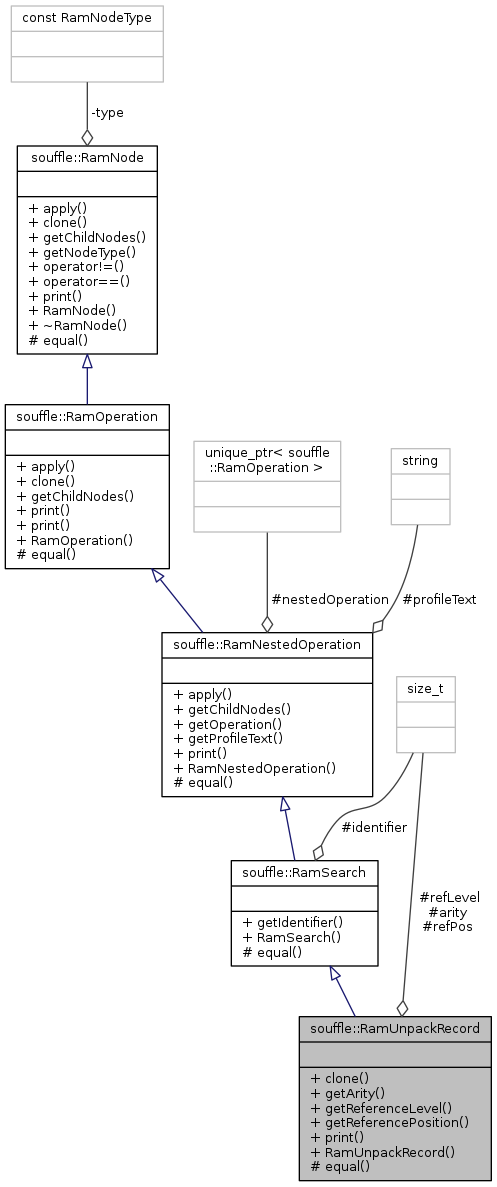 const RamNodeType
-type
souffle::RamNode
+ apply()
+ clone()
+ getChildNodes()
+ getNodeType()
+ operator!=()
+ operator==()
+ print()
+ RamNode()
+ ~RamNode()
# equal()
souffle::RamOperation
+ apply()
+ clone()
+ getChildNodes()
+ print()
+ print()
+ RamOperation()
# equal()
unique_ptr< souffle
::RamOperation >
string
#nestedOperation
#profileText
souffle::RamNestedOperation
+ apply()
+ getChildNodes()
+ getOperation()
+ getProfileText()
+ print()
+ RamNestedOperation()
# equal()
size_t
#identifier
souffle::RamSearch
+ getIdentifier()
+ RamSearch()
# equal()
#refLevel
#arity
#refPos
souffle::RamUnpackRecord
+ clone()
+ getArity()
+ getReferenceLevel()
+ getReferencePosition()
+ print()
+ RamUnpackRecord()
# equal()